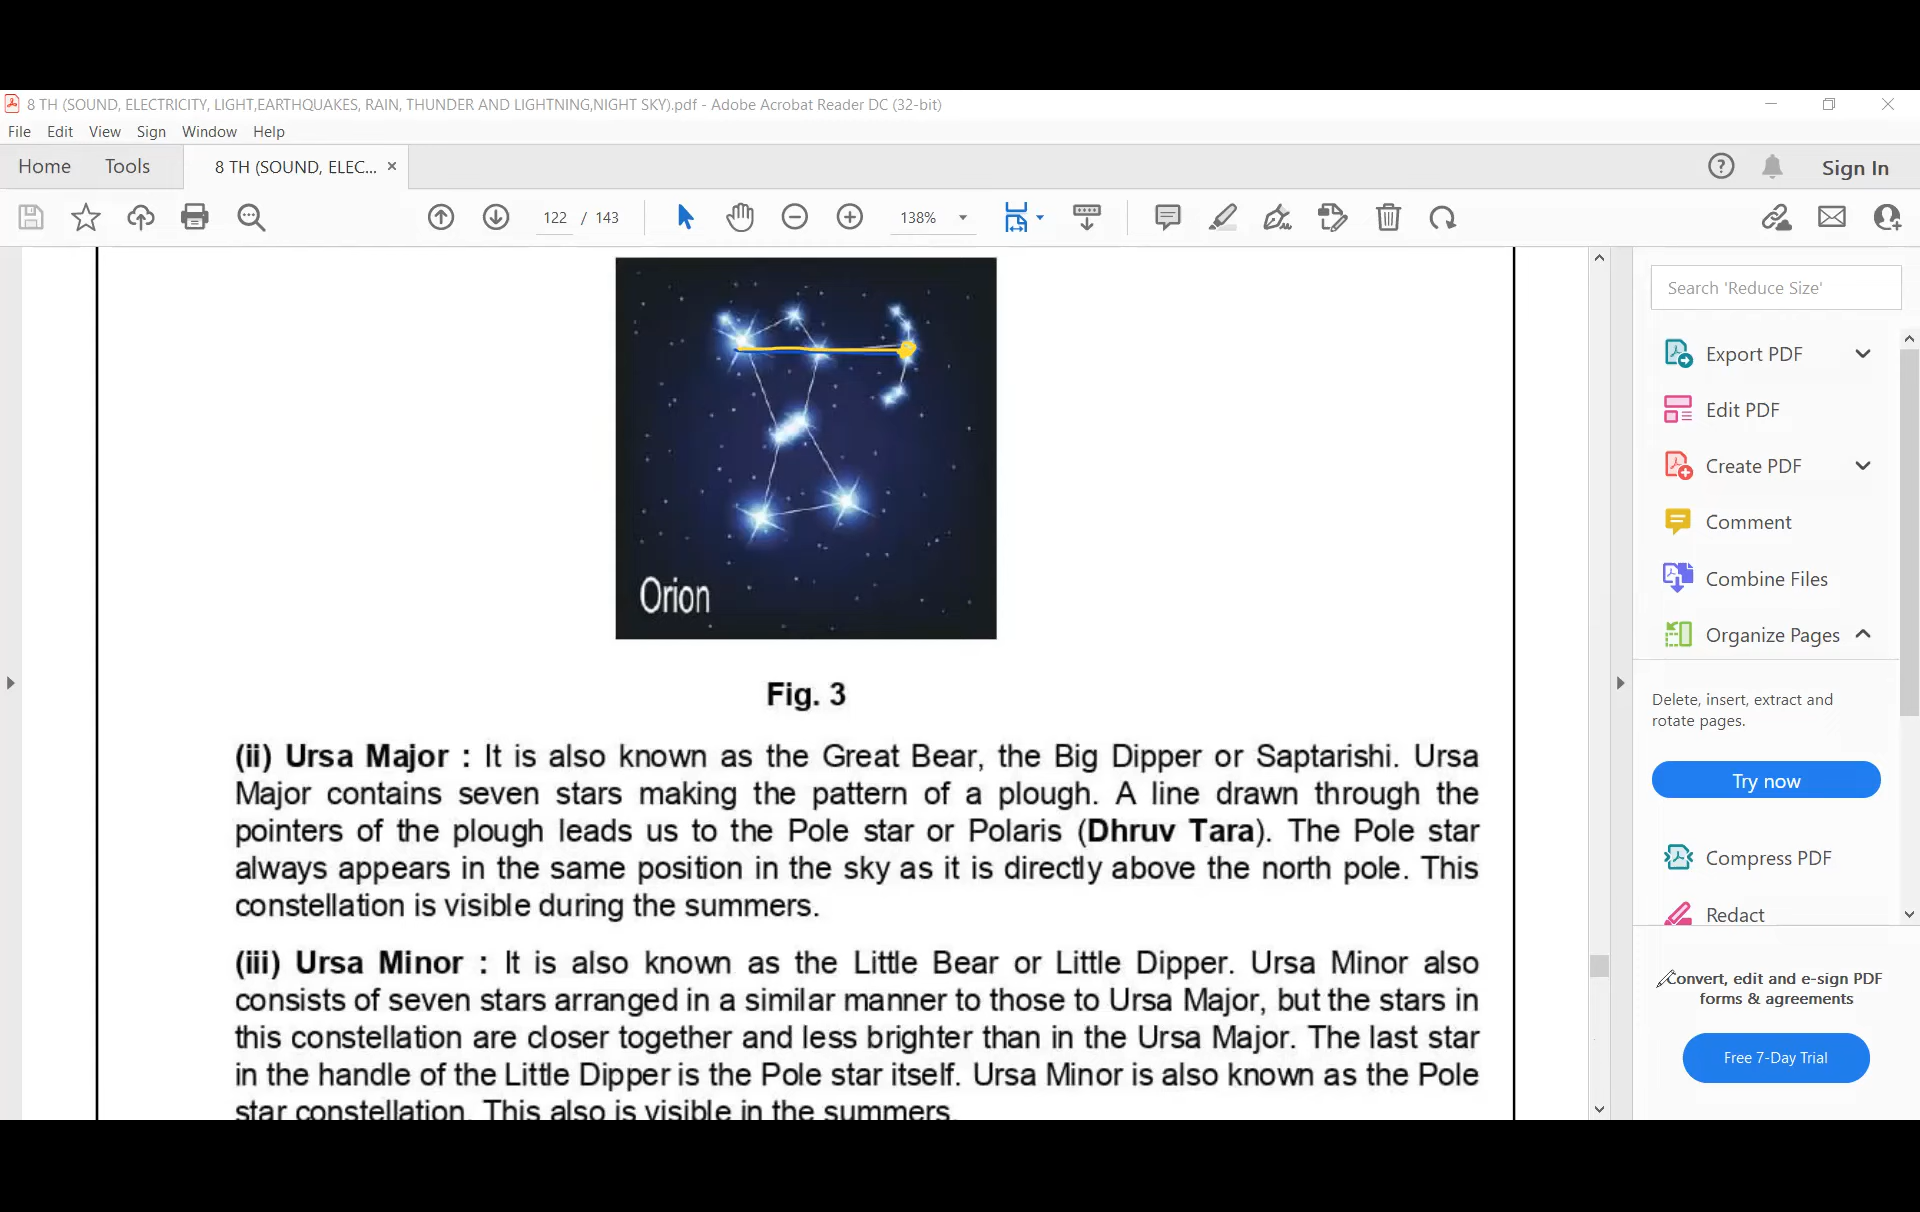 8 TH (SOUND, ELECTRICITY, LIGHT,EARTHQUAKES, RAIN, THUNDER AND LIGHTNING,NIGHT SKY).pdf - Adobe Acrobat Reader DC (32-bit)
File Edit View Sign Window Help
Home Tools 8 TH (SOUND, ELEC... × Sign In
122 / 143 138%
Search 'Reduce Size'
Export PDF
Edit PDF
Create PDF
Comment
Combine Files
Organize Pages
Delete, insert, extract and
rotate pages.
Try now
Compress PDF
Redact
Convert, edit and e-sign PDF
forms & agreements
Free 7-Day Trial
Orion
Fig. 3
(ii) Ursa Major : It is also known as the Great Bear, the Big Dipper or Saptarishi. Ursa
Major contains seven stars making the pattern of a plough. A line drawn through the
pointers of the plough leads us to the Pole star or Polaris (Dhruv Tara). The Pole star
always appears in the same position in the sky as it is directly above the north pole. This
constellation is visible during the summers.
(iii) Ursa Minor : It is also known as the Little Bear or Little Dipper. Ursa Minor also
consists of seven stars arranged in a similar manner to those to Ursa Major, but the stars in
this constellation are closer together and less brighter than in the Ursa Major. The last star
in the handle of the Little Dipper is the Pole star itself. Ursa Minor is also known as the Pole
star constellation. This also is visible in the summers.